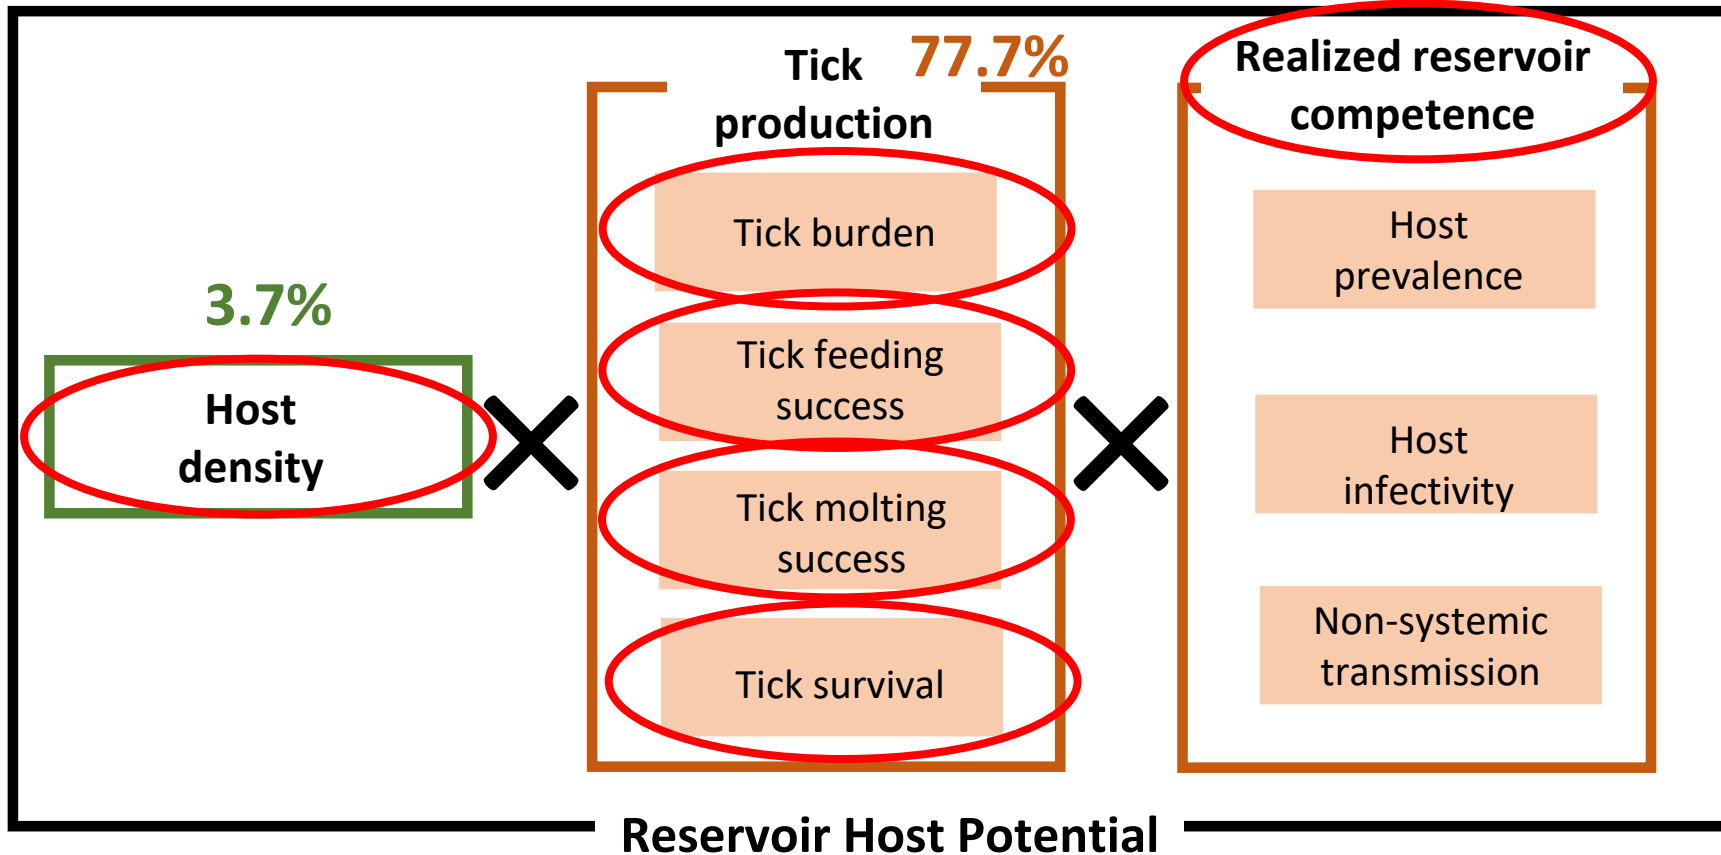 3.7%
Host
density
Tick
production
77.7%
Tick burden
Tick feeding
success
Tick molting
success
Tick survival
Realized reservoir
competence
Host
prevalence
Host
infectivity
Non-systemic
transmission
Reservoir Host Potential